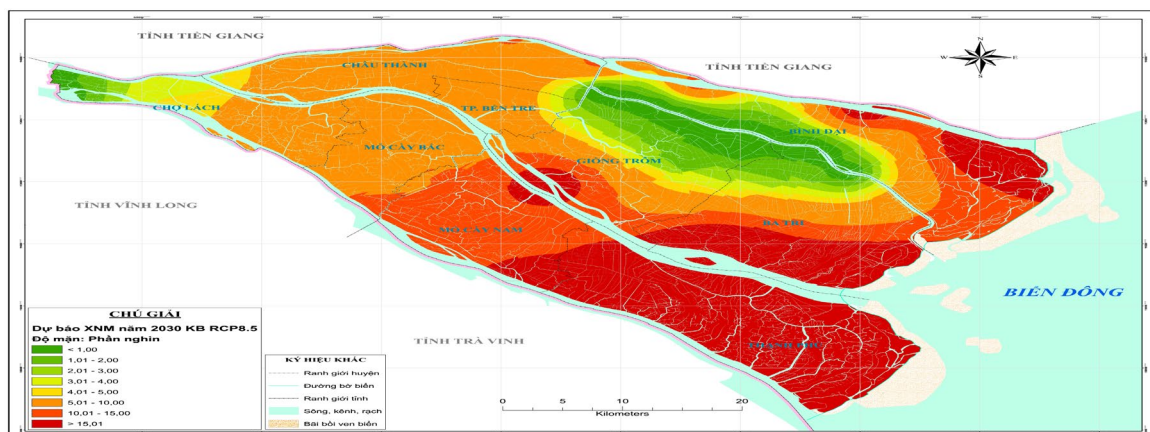 TỈNH TIỀN GIANG
TỈNH TIỀN GIANG
N
W
E
S
CHÂU THÀNH
CHỢ LÁCH
TP. BẾN TRE
BÌNH ĐẠI
MỎ CÀY BẮC
GIỒNG TRÔM
TỈNH VĨNH LONG
BA TRI
MỎ CÀY NAM
BIỂN ĐÔNG
TỈNH TRÀ VINH
THẠNH PHÚ
CHÚ GIẢI
Dự báo XNM năm 2030 KB RCP8.5
Độ mặn: Phần nghìn
< 1,00
1,01 - 2,00
2,01 - 3,00
3,01 - 4,00
4,01 - 5,00
5,01 - 10,00
10,01 - 15,00
> 15,01
KÝ HIỆU KHÁC
Ranh giới huyện
Đường bờ biển
Ranh giới tỉnh
Sông, kênh, rạch
Bãi bồi ven biển
0 5 10 20
Kilometers